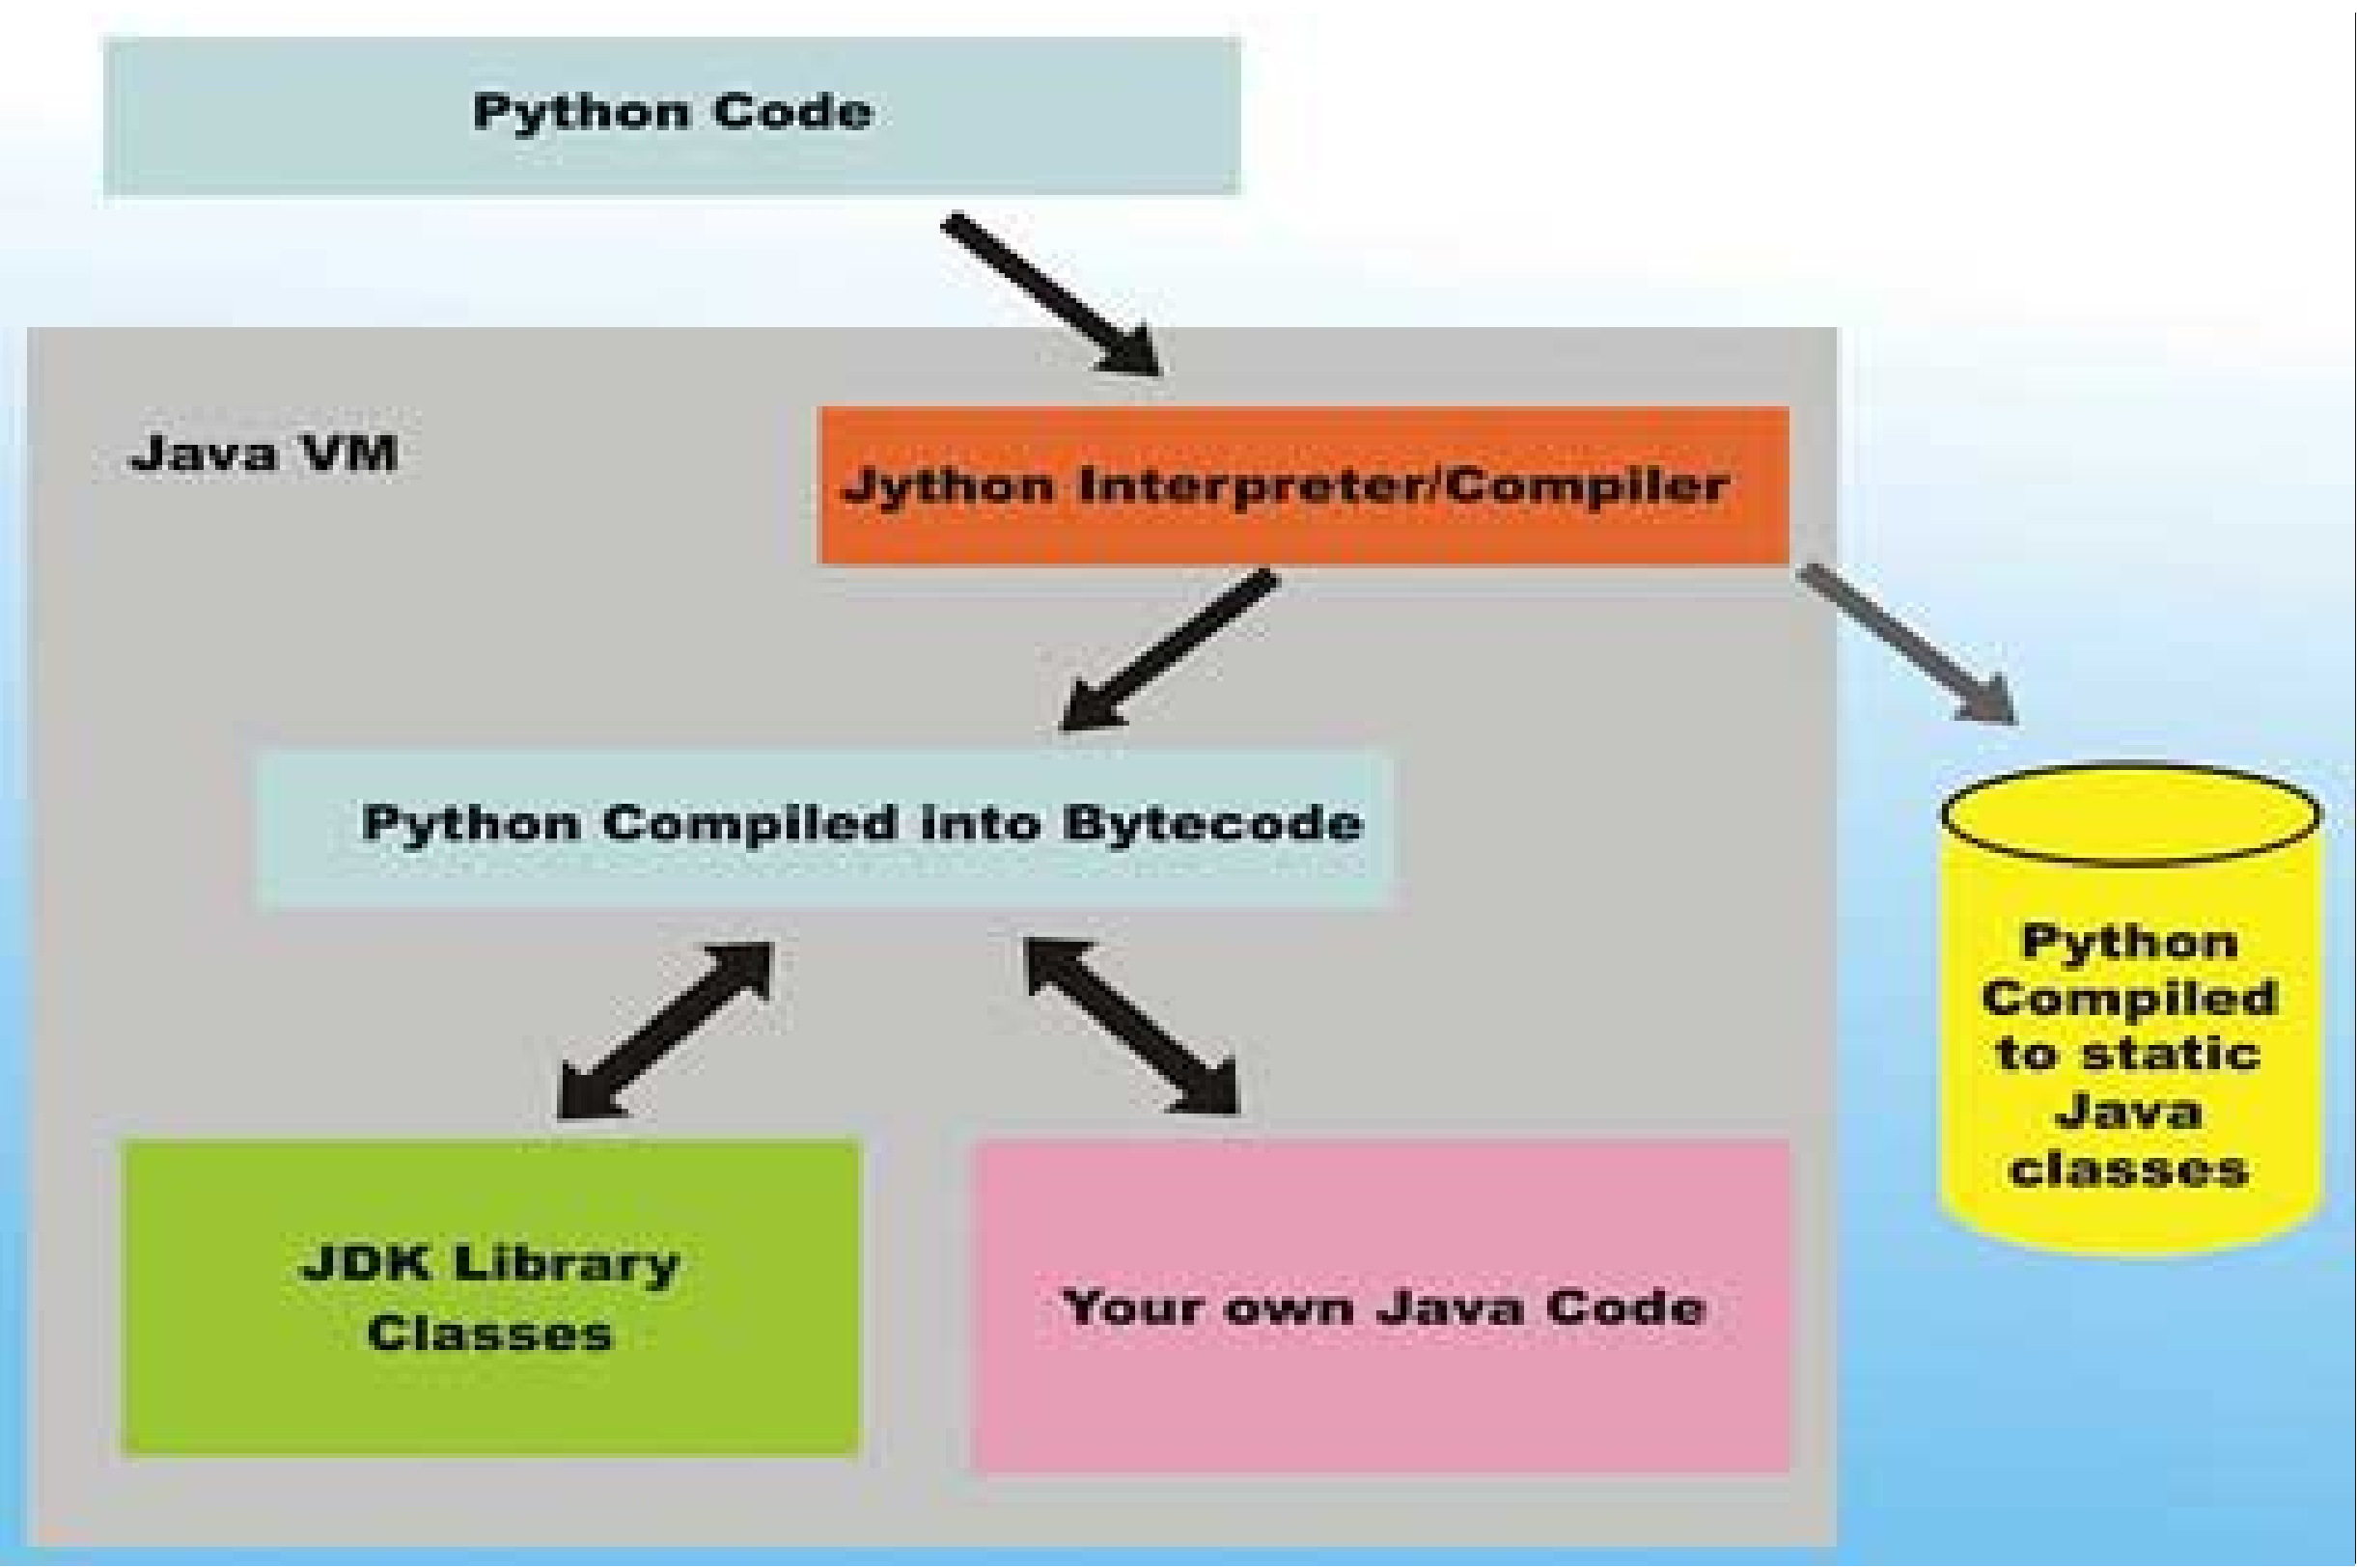 Python Code
Java VM
Jython Interpreter/Compiler
Python Compiled into Bytecode
Python
Compiled
to static
Java
classes
JDK Library
Classes
Your own Java Code